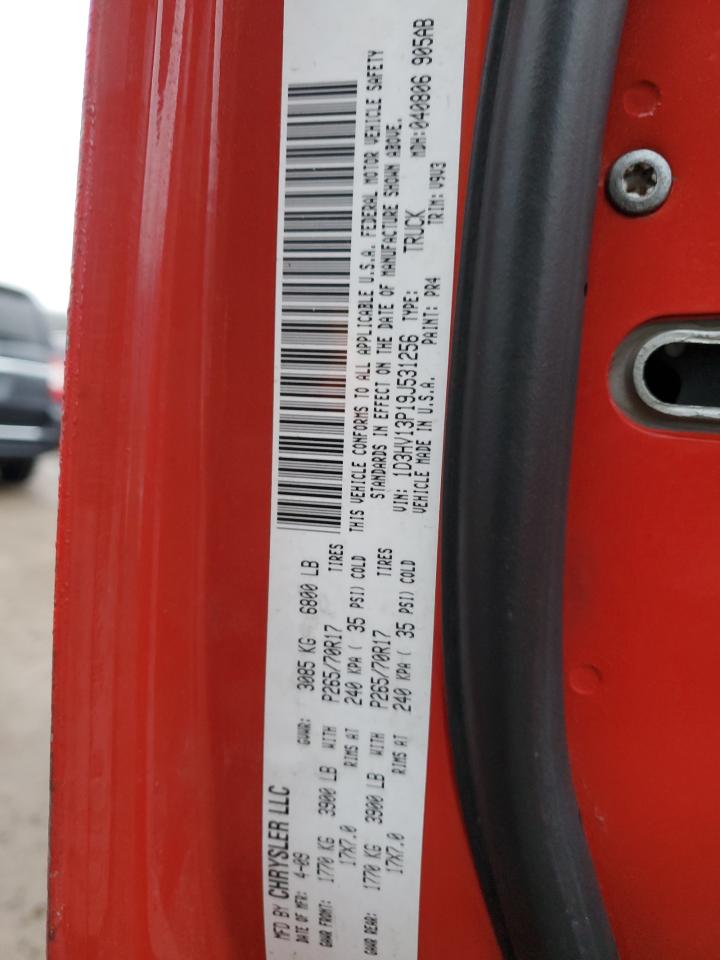 MFD BY CHRYSLER LLC
DATE OF MFR: 4-09 GVWR: 3085 KG 6800 LB
GAWR FRONT: 1770 KG 3900 LB WITH P265/70R17 TIRES
17X7.0 RIMS AT 240 KPA ( 35 PSI) COLD
GAWR REAR: 1770 KG 3900 LB WITH P265/70R17 TIRES
17X7.0 RIMS AT 240 KPA ( 35 PSI) COLD
THIS VEHICLE CONFORMS TO ALL APPLICABLE U.S.A. FEDERAL MOTOR VEHICLE SAFETY
STANDARDS IN EFFECT ON THE DATE OF MANUFACTURE SHOWN ABOVE.
VIN: 1D3HV13P19J531256 TYPE: TRUCK MDH:040806 905AB
VEHICLE MADE IN U.S.A. PAINT: PR4 TRIM: V9V3